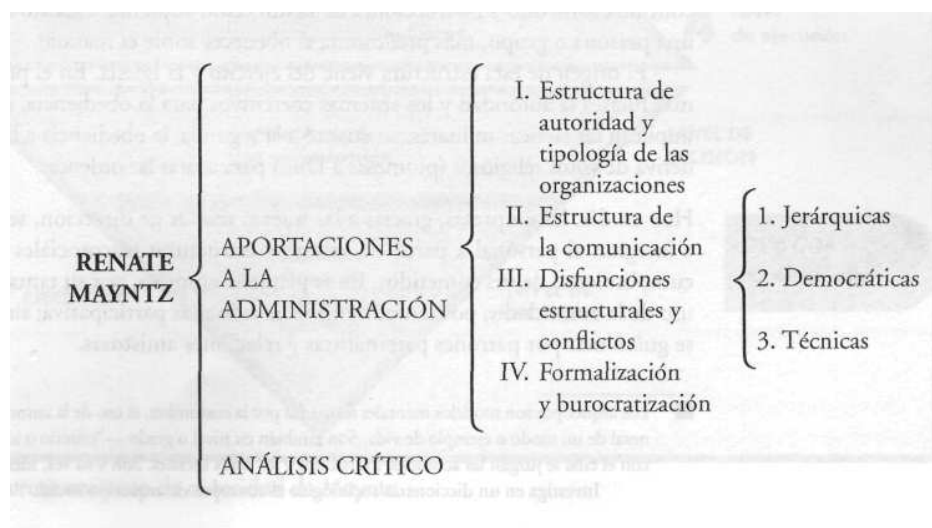 RENATE
MAYNTZ
APORTACIONES
A LA
ADMINISTRACIÓN
I. Estructura de
autoridad y
tipología de las
organizaciones
II. Estructura de
la comunicación
III. Disfunciones
estructurales y
conflictos
IV. Formalización
y burocratización
1. Jerárquicas
2. Democráticas
3. Técnicas
ANÁLISIS CRÍTICO